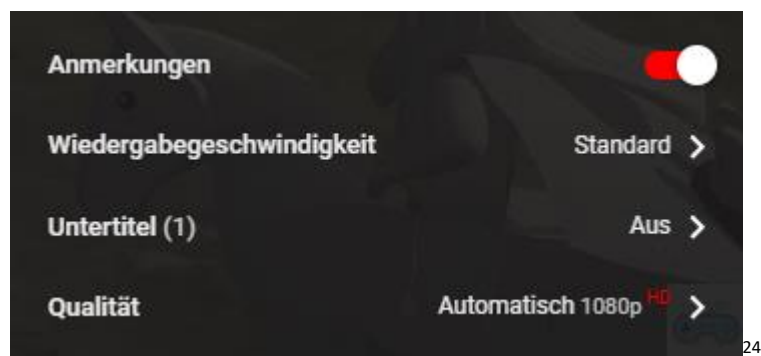 Anmerkungen
Wiedergabegeschwindigkeit Standard
Untertitel (1) Aus
Qualität Automatisch 1080p HD
24